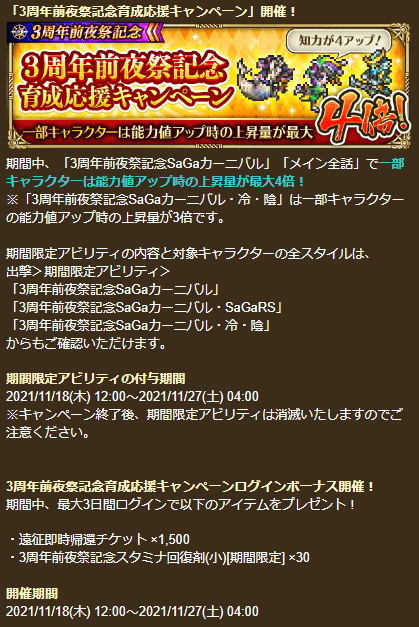 「3周年前夜祭記念育成応援キャンペーン」開催！
3周年前夜祭記念
知力が4アップ！
3周年前夜祭記念
育成応援キャンペーン
4倍!
一部キャラクターは能力値アップ時の上昇量が最大
期間中、「3周年前夜祭記念SaGaカーニバル」「メイン全話」で一部
キャラクターは能力値アップ時の上昇量が最大4倍！
※「3周年前夜祭記念SaGaカーニバル・冷・陰」は一部キャラクター
の能力値アップ時の上昇量が3倍です。
期間限定アビリティの内容と対象キャラクターの全スタイルは、
出撃＞期間限定アビリティ＞
「3周年前夜祭記念SaGaカーニバル」
「3周年前夜祭記念SaGaカーニバル・SaGaRS」
「3周年前夜祭記念SaGaカーニバル・冷・陰」
からもご確認いただけます。
期間限定アビリティの付与期間
2021/11/18(木) 12:00～2021/11/27(土) 04:00
※キャンペーン終了後、期間限定アビリティは消滅いたしますのでご
注意ください。
3周年前夜祭記念育成応援キャンペーンログインボーナス開催！
期間中、最大3日間ログインで以下のアイテムをプレゼント！
・遠征即時帰還チケット ×1,500
・3周年前夜祭記念スタミナ回復剤(小)[期間限定] ×30
開催期間
2021/11/18(木) 12:00～2021/11/27(土) 04:00